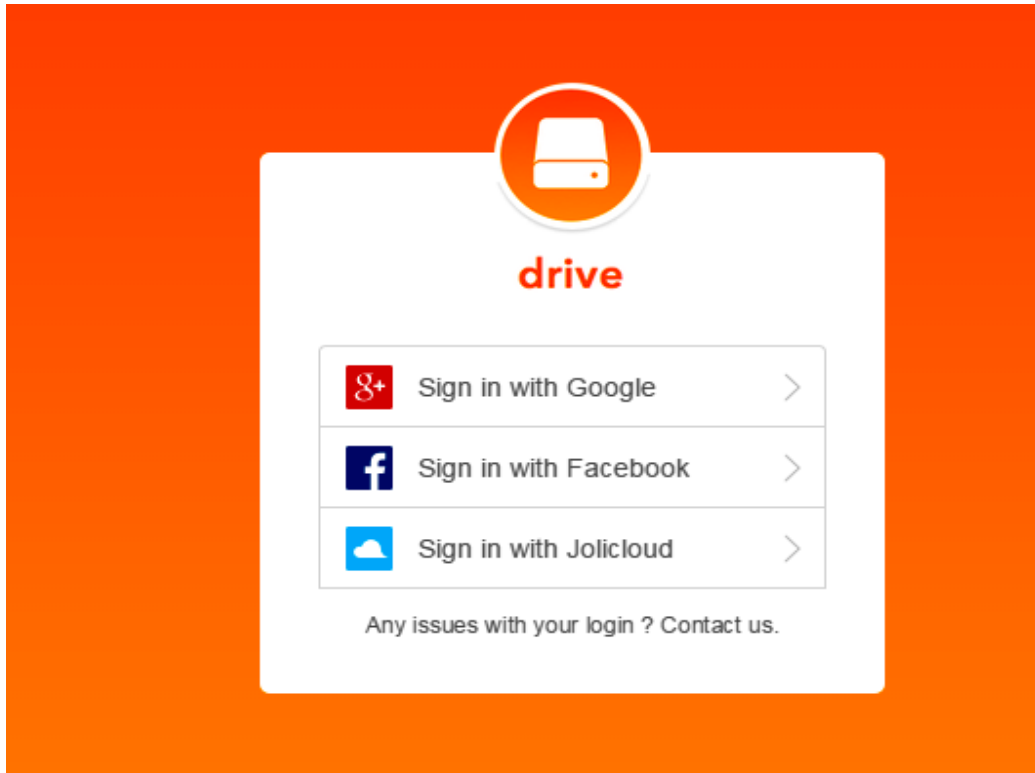 drive
g+ Sign in with Google
f Sign in with Facebook
Sign in with Jolicloud
Any issues with your login ? Contact us.